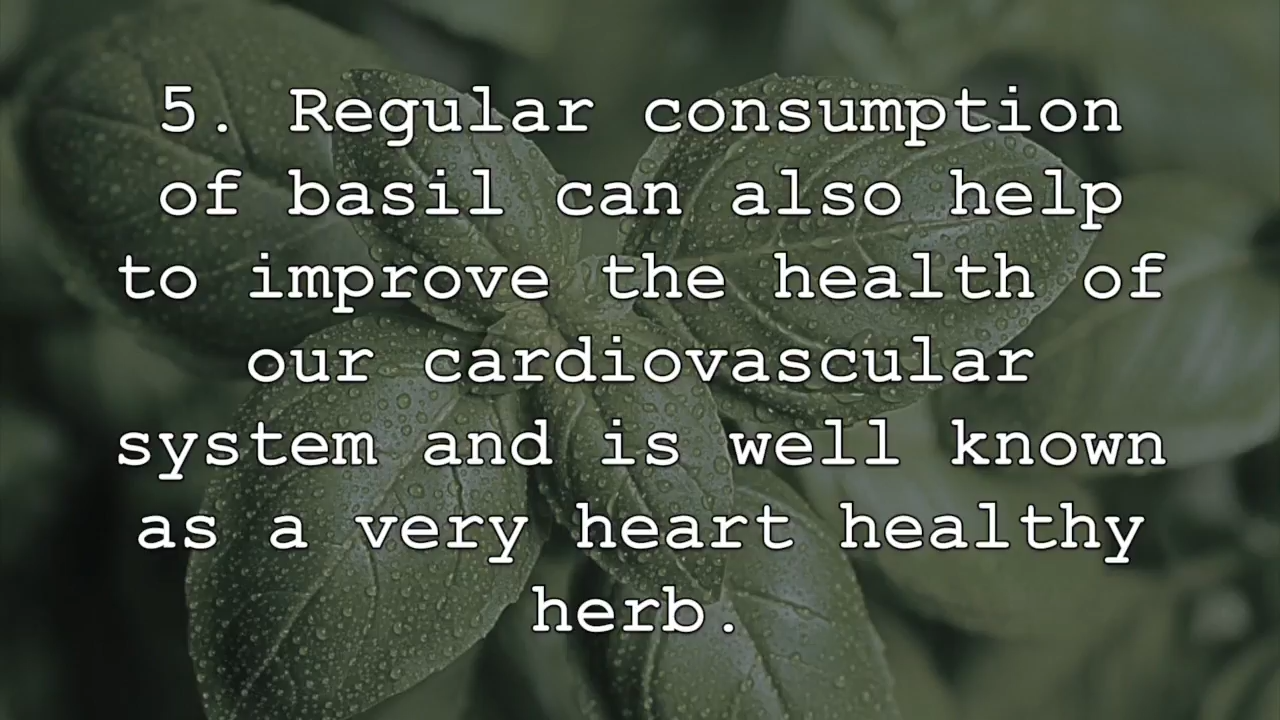 5. Regular consumption
of basil can also help
to improve the health of
our cardiovascular
system and is well known
as a very heart healthy
herb.